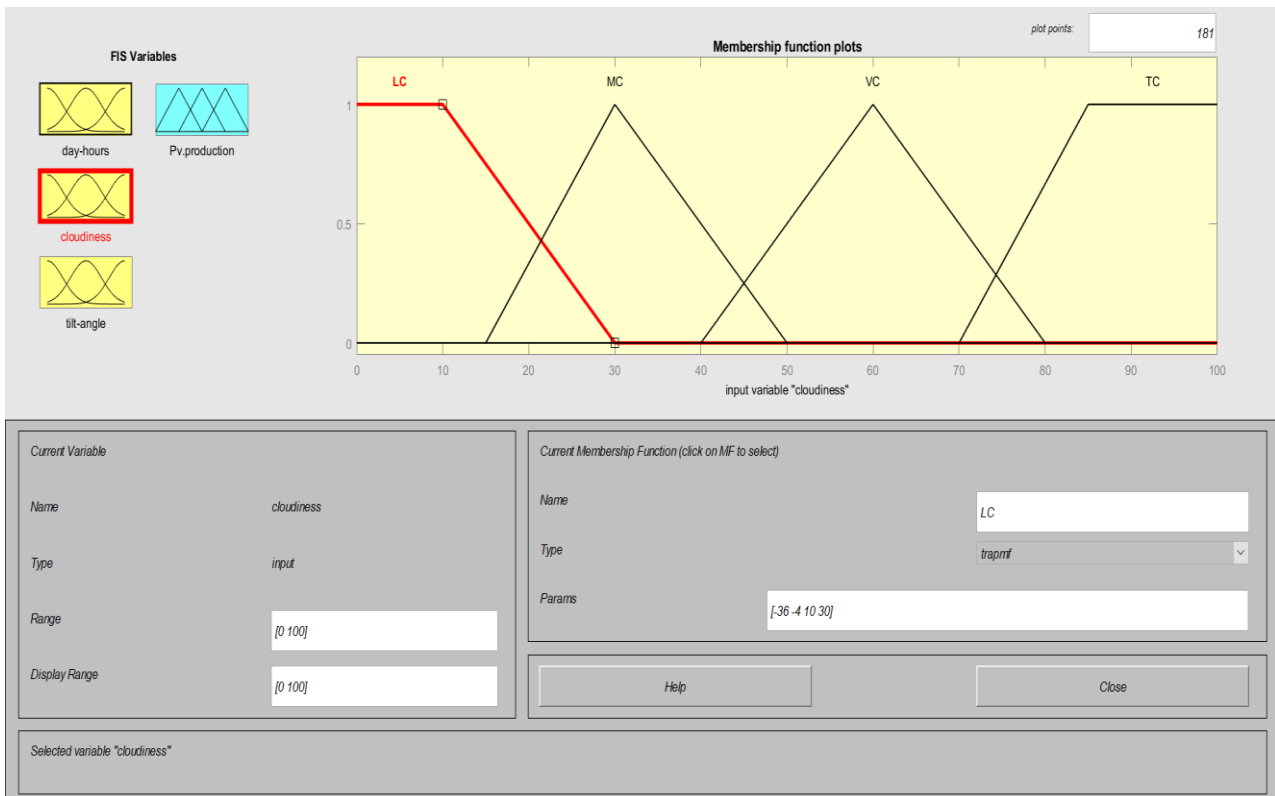 plot points:
181
FIS Variables
Membership function plots
day-hours
Pv.production
cloudiness
tilt-angle
LC
MC
VC
TC
1
0.5
0
0
10
20
30
40
50
60
70
80
90
100
input variable "cloudiness"
Current Variable
Name
cloudiness
Type
input
Range
[0 100]
Display Range
[0 100]
Current Membership Function (click on MF to select)
Name
LC
Type
trapmf
Params
[-36 -4 10 30]
Help
Close
Selected variable "cloudiness"